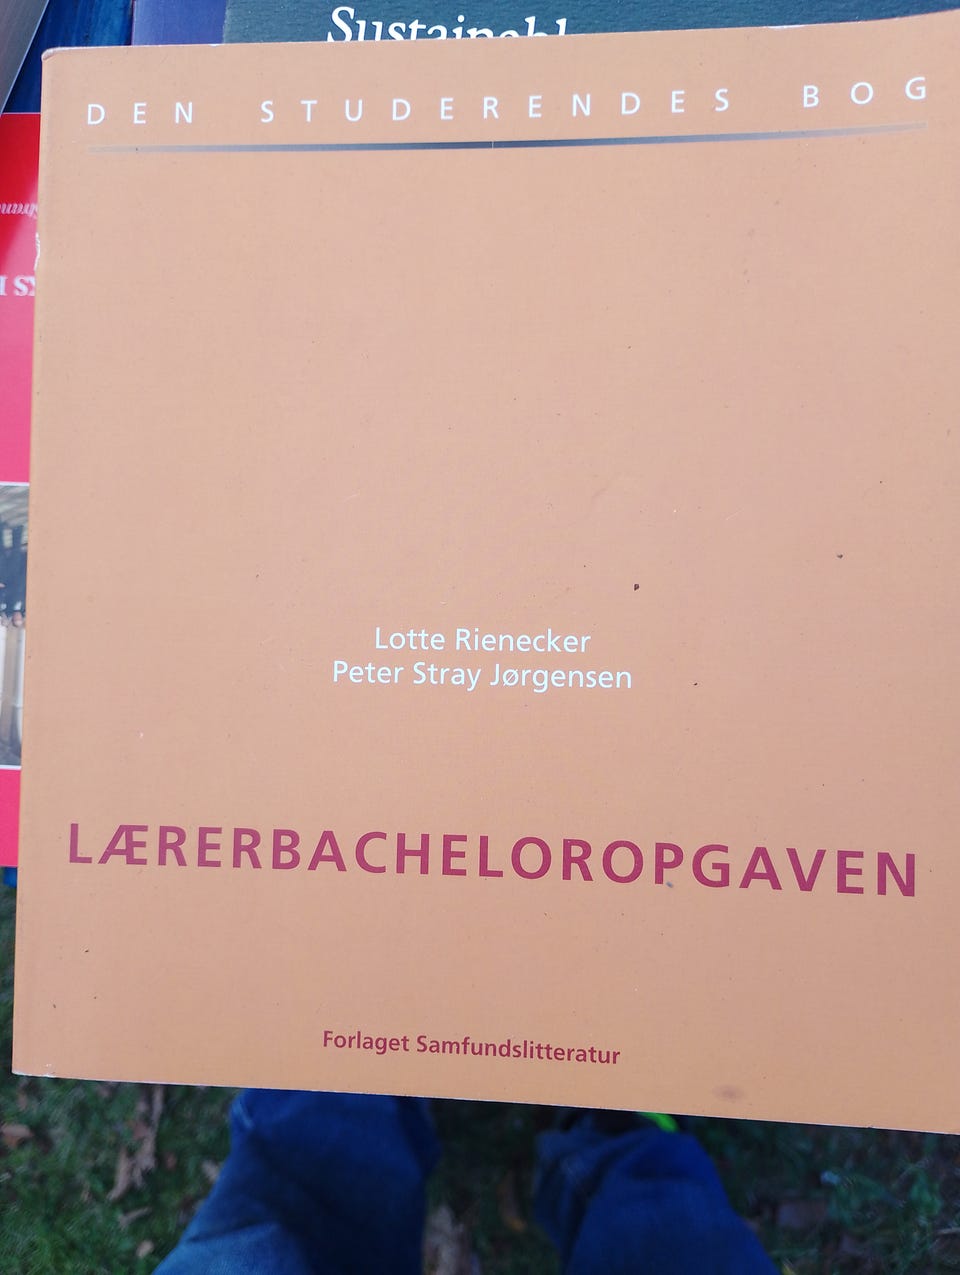 DEN STUDERENDES BOG
Lotte Rienecker
Peter Stray Jørgensen
LÆRERBACHELOROPGAVEN
Forlaget Samfundslitteratur